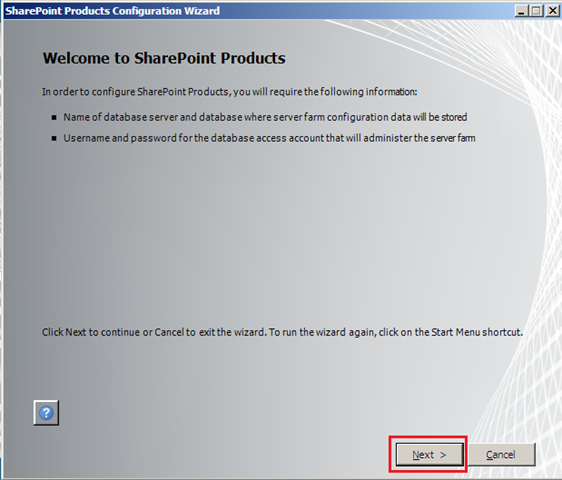 SharePoint Products Configuration Wizard
Welcome to SharePoint Products
In order to configure SharePoint Products, you will require the following information:
Name of database server and database where server farm configuration data will be stored
Username and password for the database access account that will administer the server farm
Click Next to continue or Cancel to exit the wizard. To run the wizard again, click on the Start Menu shortcut.
?
Next >
Cancel